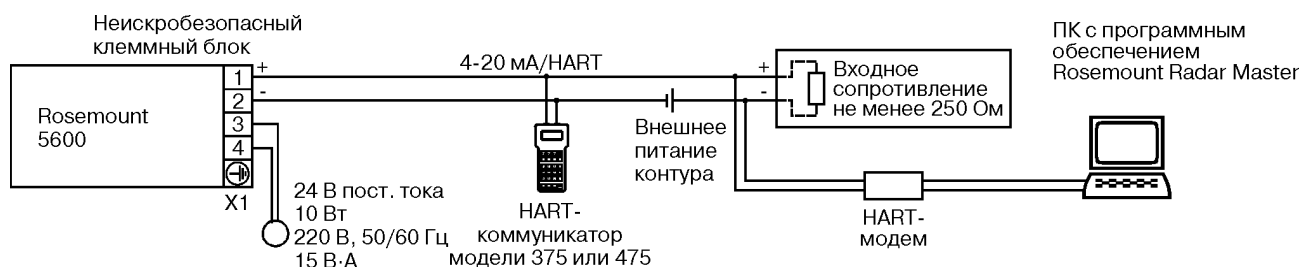 Неискробезопасный
клеммный блок
Rosemount
5600
1
2
3
4
X1
+
-
4-20 мА/HART
24 В пост. тока
10 Вт
220 В, 50/60 Гц
15 В·А
HART-
коммуникатор
модели 375 или 475
Внешнее
питание
контура
+
-
Входное
сопротивление
не менее 250 Ом
HART-
модем
ПК с программным
обеспечением
Rosemount Radar Master